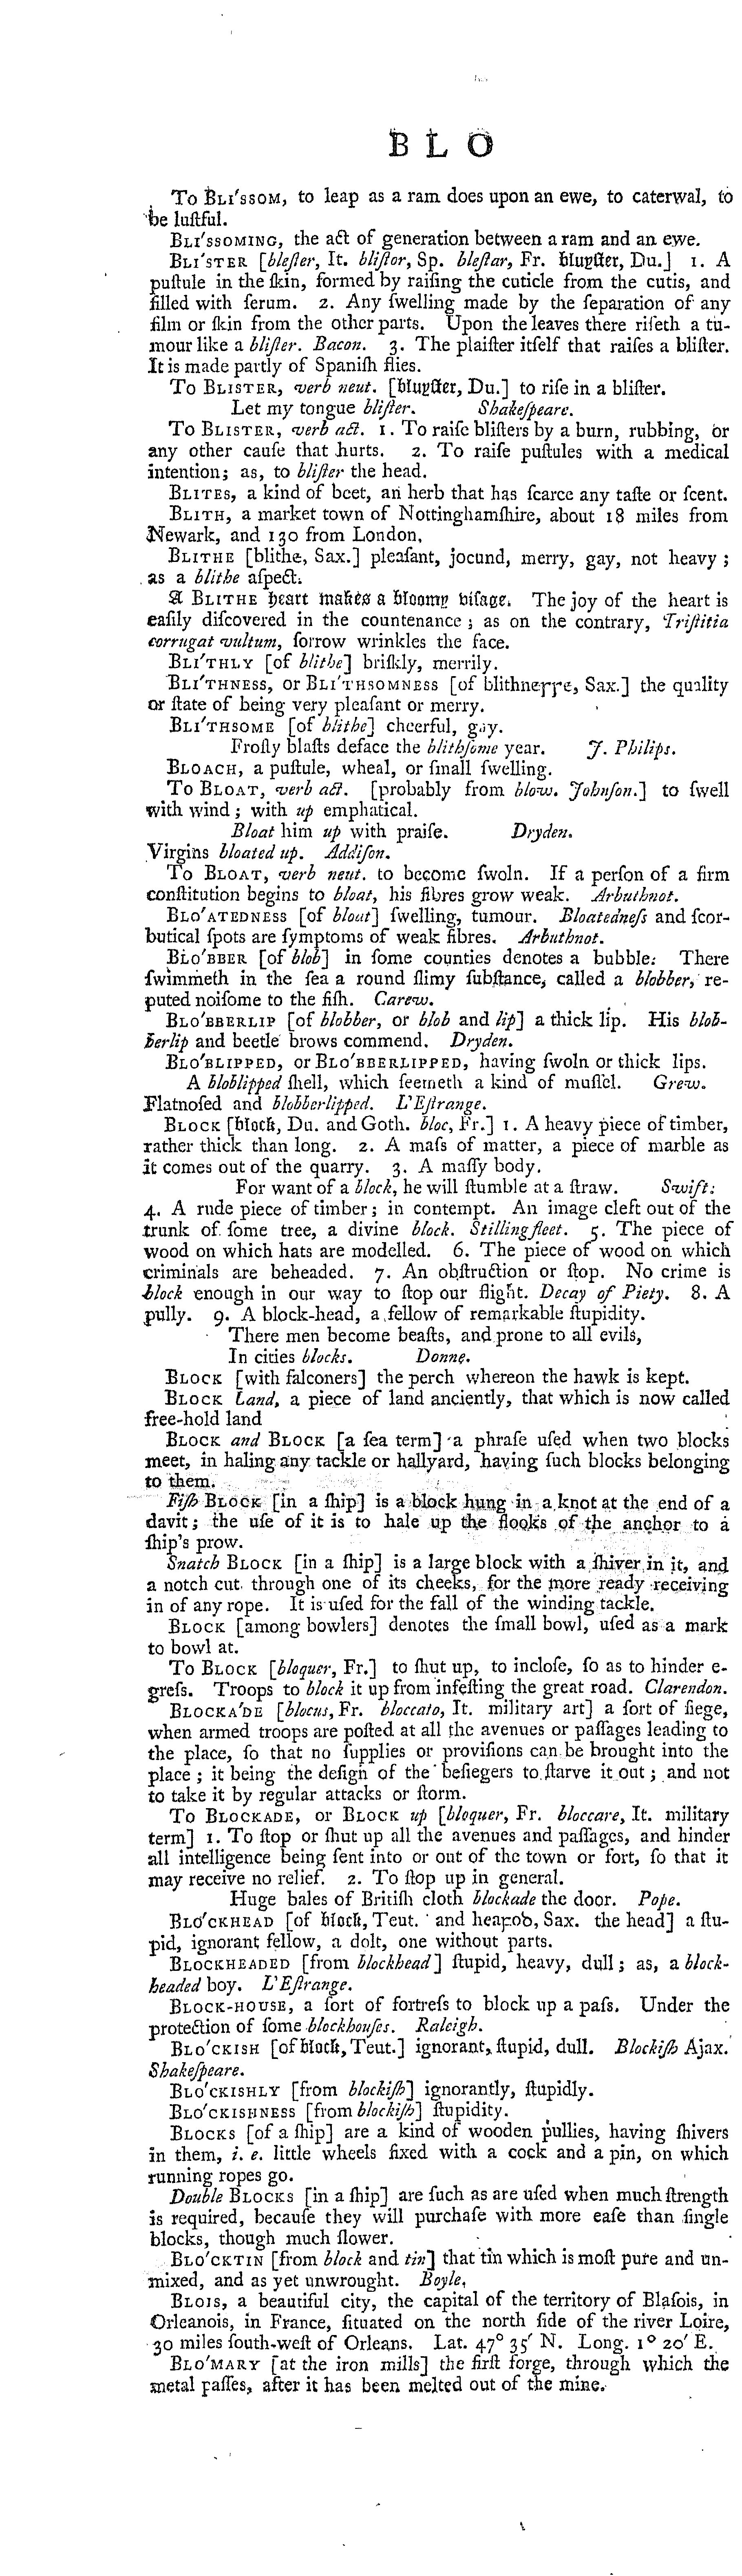 B L O
To BLI'SSOM, to leap as a ram does upon an ewe, to caterwal, to
be luſtful.
BLI'SSOMING, the act of generation between a ram and an ewe.
BLI'STER [bleſter, It. bliſtor, Sp. bleſtar, Fr. bluyſter, Du.] 1. A
puſtule in the ſkin, formed by raiſing the cuticle from the cutis, and
filled with ſerum. 2. Any ſwelling made by the ſeparation of any
film or ſkin from the other parts. Upon the leaves there riſeth a tu-
mour like a bliſter. Bacon. 3. The plaiſter itſelf that raiſes a bliſter.
It is made partly of Spaniſh flies.
To BLISTER, verb neut. [bluyſter, Du.] to riſe in a bliſter.
Let my tongue bliſter. Shakeſpeare.
To BLISTER, verb act. 1. To raiſe bliſters by a burn, rubbing, or
any other cauſe that hurts. 2. To raiſe puſtules with a medical
intention; as, to bliſter the head.
BLITES, a kind of beet, an herb that has ſcarce any taſte or ſcent.
BLITH, a market town of Nottinghamſhire, about 18 miles from
Newark, and 130 from London.
BLITHE [blithe, Sax.] pleaſant, jocund, merry, gay, not heavy;
as a blithe aſpect.
A BLITHE heart makes a bloomy viſage. The joy of the heart is
eaſily diſcovered in the countenance; as on the contrary, Triſtitia
corrugat vultum, ſorrow wrinkles the face.
BLI'THLY [of blithe] briſkly, merrily.
BLI'THNESS, or BLI'THSOMNESS [of blithneꞅꞅe, Sax.] the quality
or ſtate of being very pleaſant or merry.
BLI'THSOME [of blithe] cheerful, gay.
Froſty blaſts deface the blithſome year. J. Philips.
BLOACH, a puſtule, wheal, or ſmall ſwelling.
To BLOAT, verb act. [probably from blow. Johnſon.] to ſwell
with wind; with up emphatical.
Bloat him up with praiſe. Dryden.
Virgins bloated up. Addiſon.
To BLOAT, verb neut. to become ſwoln. If a perſon of a firm
conſtitution begins to bloat, his fibres grow weak. Arbuthnot.
BLO'ATEDNESS [of bloat] ſwelling, tumour. Bloatedneſs and ſcor-
butical ſpots are ſymptoms of weak fibres. Arbuthnot.
BLO'BBER [of blob] in ſome counties denotes a bubble: There
ſwimmeth in the ſea a round ſlimy ſubſtance, called a blobber, re-
puted noiſome to the fiſh. Carew.
BLO'BBERLIP [of blobber, or blob and lip] a thick lip. His blob-
berlip and beetle brows commend. Dryden.
BLO'BLIPPED, or BLO'BBERLIPPED, having ſwoln or thick lips.
A bloblipped ſhell, which ſeemeth a kind of muſſel. Grew.
Flatnoſed and blobberlipped. L'Eſtrange.
BLOCK [block, Du. and Goth. bloc, Fr.] 1. A heavy piece of timber,
rather thick than long. 2. A maſs of matter, a piece of marble as
it comes out of the quarry. 3. A maſſy body.
For want of a block, he will ſtumble at a ſtraw. Swift:
4. A rude piece of timber; in contempt. An image cleft out of the
trunk of ſome tree, a divine block. Stillingfleet. 5. The piece of
wood on which hats are modelled. 6. The piece of wood on which
criminals are beheaded. 7. An obſtruction or ſtop. No crime is
block enough in our way to ſtop our flight. Decay of Piety. 8. A
pully. 9. A block-head, a fellow of remarkable ſtupidity.
There men become beaſts, and prone to all evils,
In cities blocks. Donne.
BLOCK [with falconers] the perch whereon the hawk is kept.
BLOCK Land, a piece of land anciently, that which is now called
free-hold land
BLOCK and BLOCK [a ſea term] a phraſe uſed when two blocks
meet, in haling any tackle or hallyard, having ſuch blocks belonging
to them.
Fiſh BLOCK [in a ſhip] is a block hung in a knot at the end of a
davit; the uſe of it is to hale up the flooks of the anchor to a
ſhip's prow.
Snatch BLOCK [in a ſhip] is a large block with a ſhiver in it, and
a notch cut through one of its cheeks, for the more ready receiving
in of any rope. It is uſed for the fall of the winding tackle.
BLOCK [among bowlers] denotes the ſmall bowl, uſed as a mark
to bowl at.
To BLOCK [bloquer, Fr.] to ſhut up, to incloſe, ſo as to hinder e-
greſs. Troops to block it up from infeſting the great road. Clarendon.
BLOCKA'DE [blocus, Fr. bloccato, It. military art] a ſort of ſiege,
when armed troops are poſted at all the avenues or paſſages leading to
the place, ſo that no ſupplies or proviſions can be brought into the
place; it being the deſign of the beſiegers to ſtarve it out; and not
to take it by regular attacks or ſtorm.
To BLOCKADE, or BLOCK up [bloquer, Fr. bloccare, It. military
term] 1. To ſtop or ſhut up all the avenues and paſſages, and hinder
all intelligence being ſent into or out of the town or fort, ſo that it
may receive no relief. 2. To ſtop up in general.
Huge bales of Britiſh cloth blockade the door. Pope.
BLO'CKHEAD [of block, Teut. and heaꝼod, Sax. the head] a ſtu-
pid, ignorant fellow, a dolt, one without parts.
BLOCKHEADED [from blockhead] ſtupid, heavy, dull; as, a block-
headed boy. L'Eſtrange.
BLOCK-HOUSE, a ſort of fortreſs to block up a paſs. Under the
protection of ſome blockhouſes. Raleigh.
BLO'CKISH [of block, Teut.] ignorant, ſtupid, dull. Blockiſh Ajax.
Shakeſpeare.
BLO'CKISHLY [from blockiſh] ignorantly, ſtupidly.
BLO'CKISHNESS [from blockiſh] ſtupidity.
BLOCKS [of a ſhip] are a kind of wooden pullies, having ſhivers
in them, i. e. little wheels fixed with a cock and a pin, on which
running ropes go.
Double BLOCKS [in a ſhip] are ſuch as are uſed when much ſtrength
is required, becauſe they will purchaſe with more eaſe than ſingle
blocks, though much ſlower.
BLO'CKTIN [from block and tin] that tin which is moſt pure and un-
mixed, and as yet unwrought. Boyle.
BLOIS, a beautiful city, the capital of the territory of Blaſois, in
Orleanois, in France, ſituated on the north ſide of the river Loire,
30 miles ſouth-weſt of Orleans. Lat. 47° 35′ N. Long. 1° 20′ E.
BLO'MARY [at the iron mills] the firſt forge, through which the
metal paſſes, after it has been melted out of the mine.